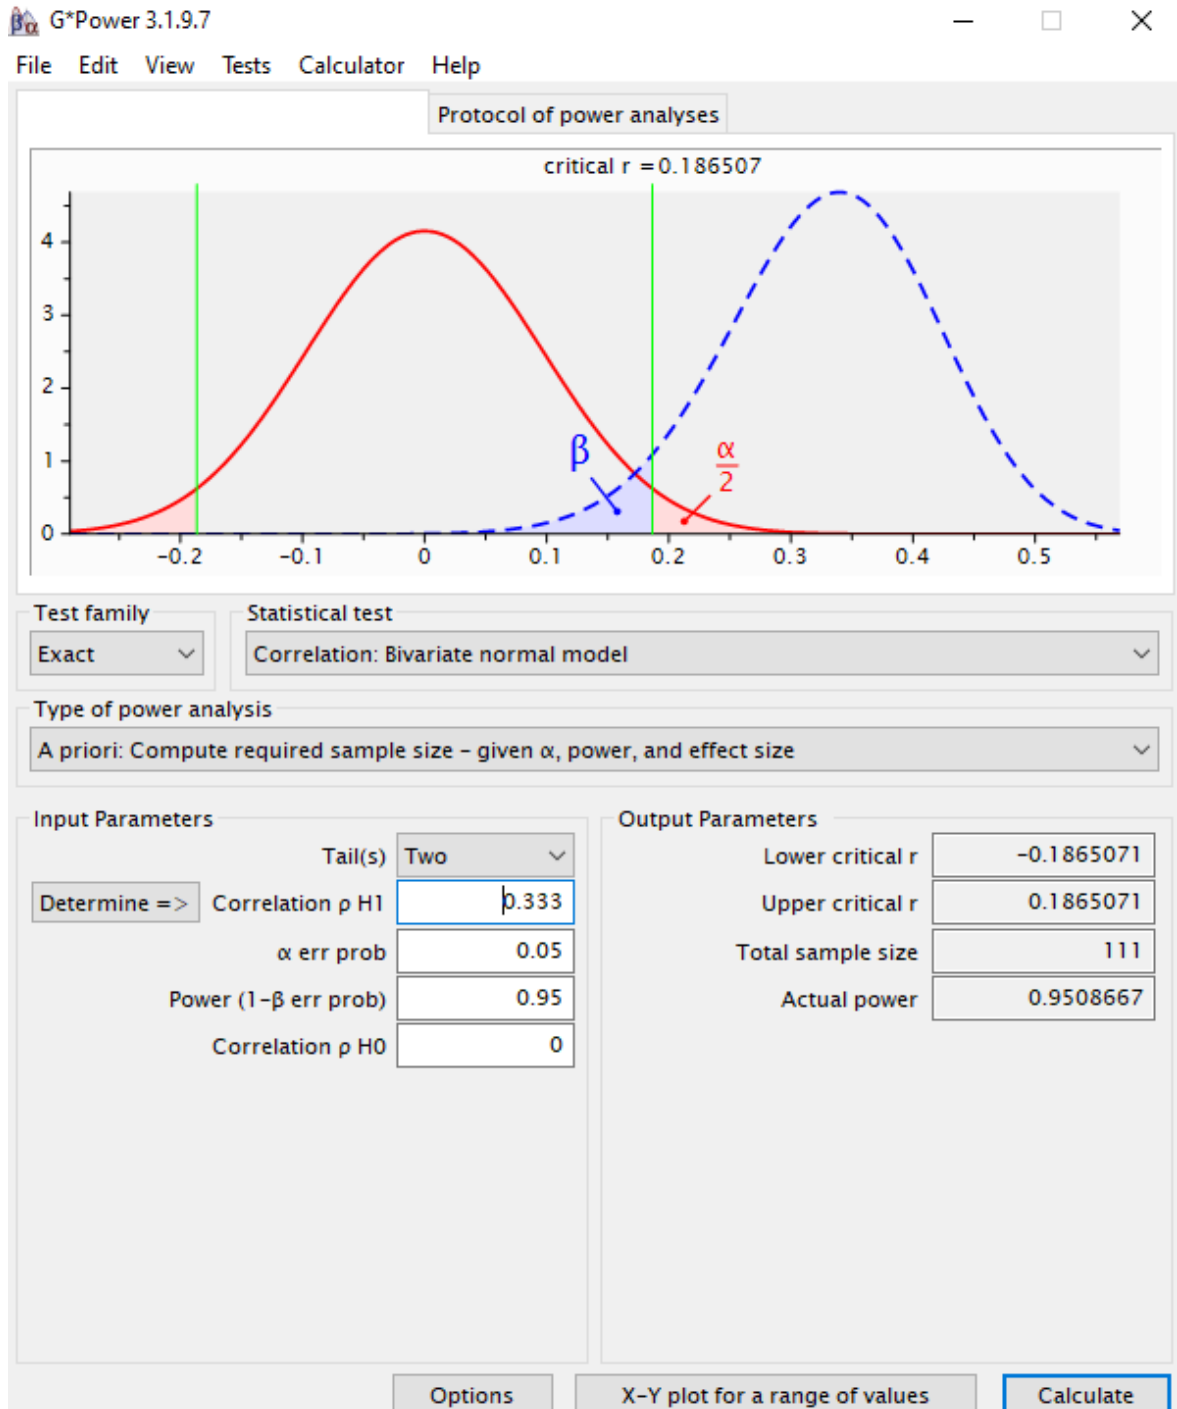 G*Power 3.1.9.7
File Edit View Tests Calculator Help
Protocol of power analyses
critical r = 0.186507
4
3
2
1
0
β
α
2
-0.2 -0.1 0 0.1 0.2 0.3 0.4 0.5
Test family
Exact
Statistical test
Correlation: Bivariate normal model
Type of power analysis
A priori: Compute required sample size - given α, power, and effect size
Input Parameters
Tail(s) Two
Determine => Correlation ρ H1 0.333
α err prob 0.05
Power (1-β err prob) 0.95
Correlation ρ H0 0
Output Parameters
Lower critical r -0.1865071
Upper critical r 0.1865071
Total sample size 111
Actual power 0.9508667
Options X-Y plot for a range of values Calculate